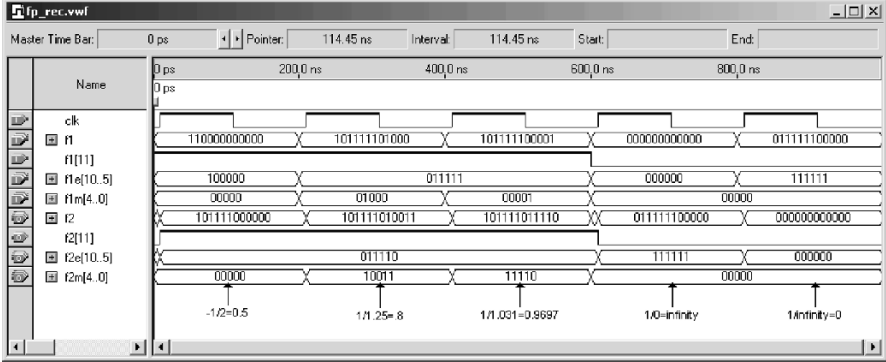 fp_rec.vwf
Master Time Bar: 0 ps Pointer: 114.45 ns Interval: 114.45 ns Start: End:
Name 0 ps 200.0 ns 400.0 ns 600.0 ns 800.0 ns
0 ps
clk
f1 110000000000 101111101000 101111100001 000000000000 011111100000
f1[11]
f1e[10..5] 100000 011111 000000 111111
f1m[4..0] 00000 01000 00001 00000
f2 101111000000 101111010011 101111011110 011111100000 000000000000
f2[11]
f2e[10..5] 011110 111111 000000
f2m[4..0] 00000 10011 11110 00000
-1/2=0.5 1/1.25=.8 1/1.031=0.9697 1/0=infinity 1/infinity=0